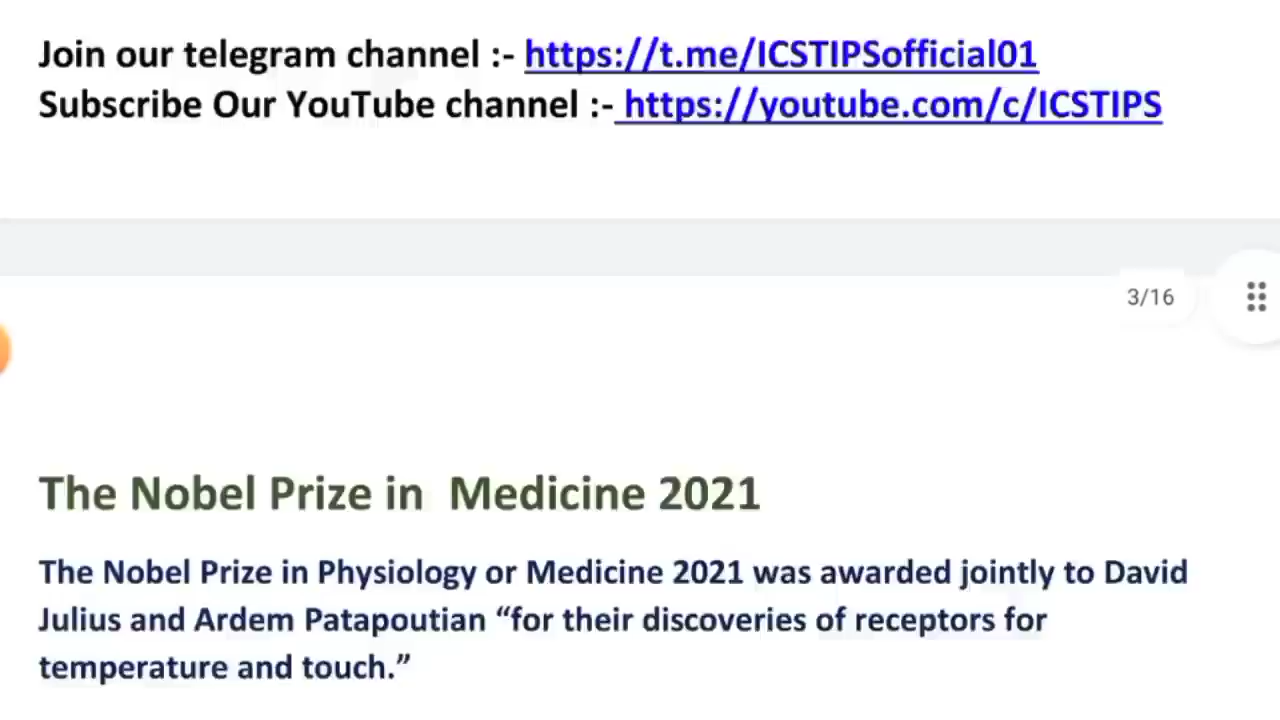 Join our telegram channel :- https://t.me/ICSTIPSofficial01
Subscribe Our YouTube channel :- https://youtube.com/c/ICSTIPS
3/16
The Nobel Prize in  Medicine 2021
The Nobel Prize in Physiology or Medicine 2021 was awarded jointly to David
Julius and Ardem Patapoutian “for their discoveries of receptors for
temperature and touch.”